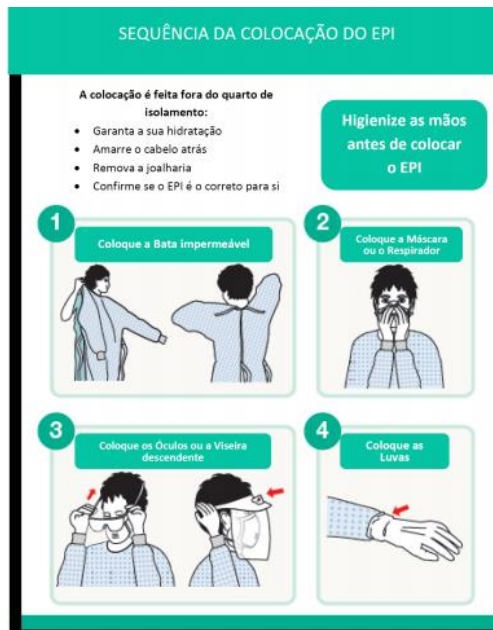 SEQUÊNCIA DA COLOCAÇÃO DO EPI
A colocação é feita fora do quarto de
isolamento:
• Garanta a sua hidratação
• Amarre o cabelo atrás
• Remova a joalharia
• Confirme se o EPI é o correto para si
Higienize as mãos
antes de colocar
o EPI
1
Coloque a Bata impermeável
2
Coloque a Máscara
ou o Respirador
3
Coloque os Óculos ou a Viseira
descendente
4
Coloque as
Luvas